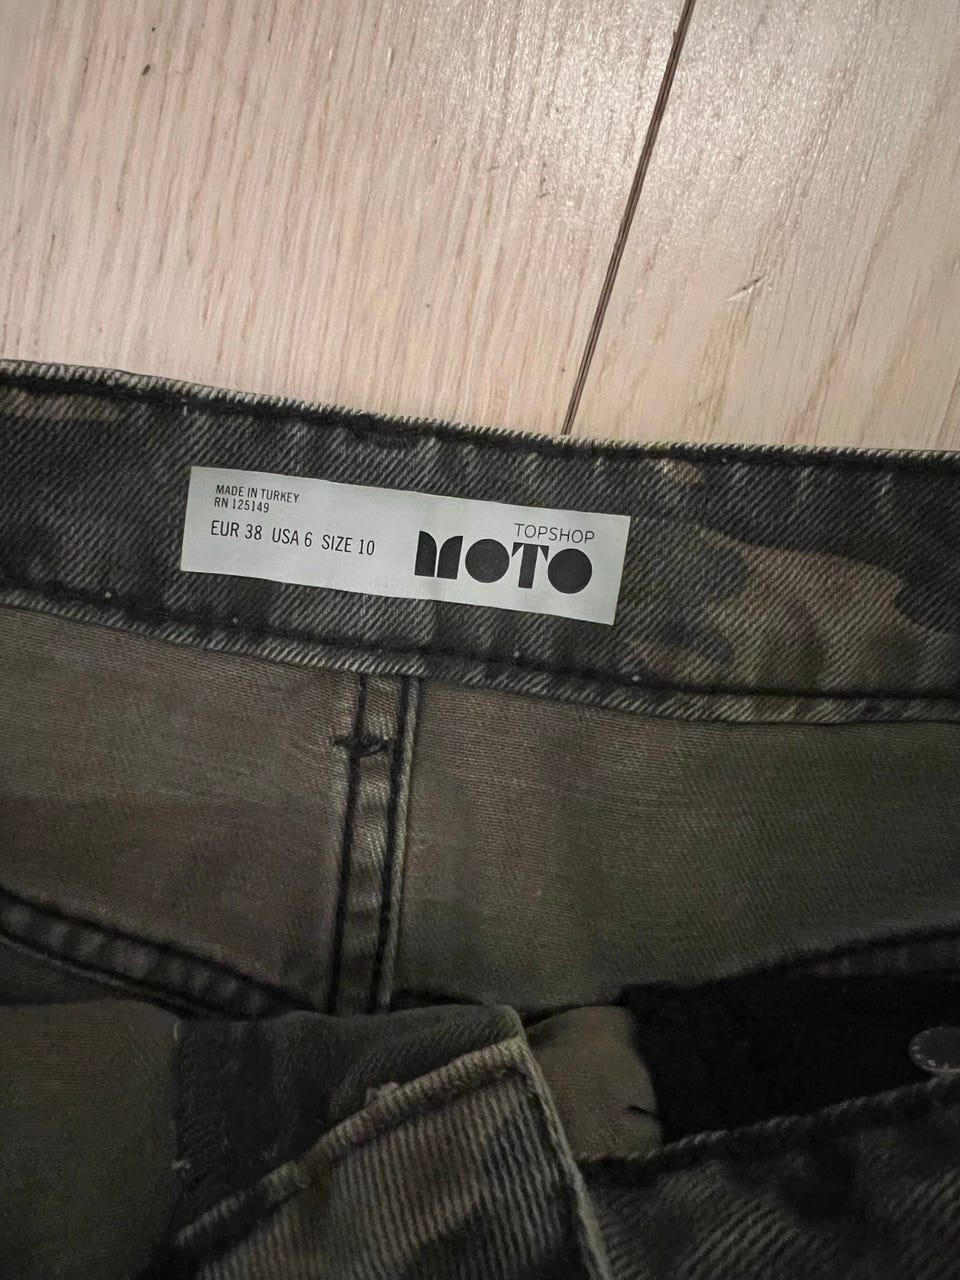 MADE IN TURKEY
RN 125149
EUR 38 USA 6 SIZE 10
TOPSHOP
MOTO